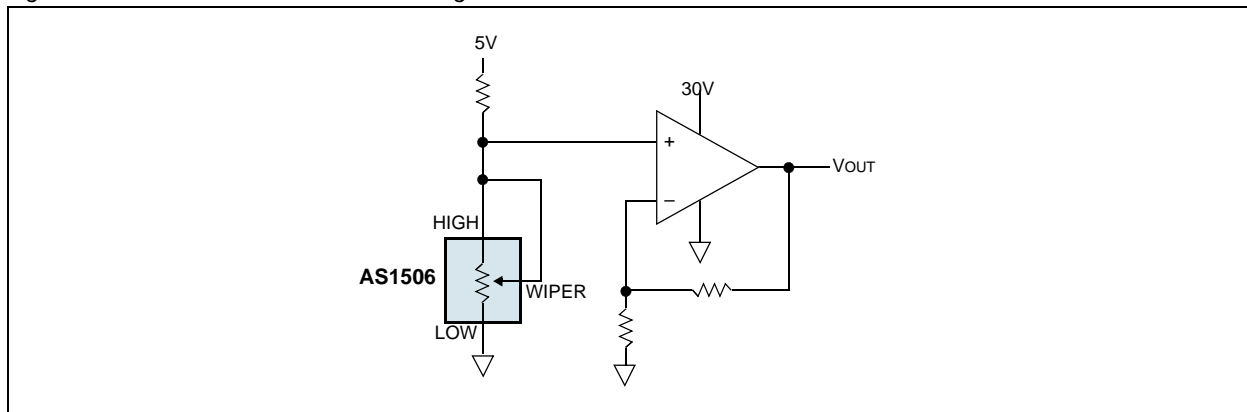 5V
30V
+
VOUT
–
HIGH
AS1506
WIPER
LOW